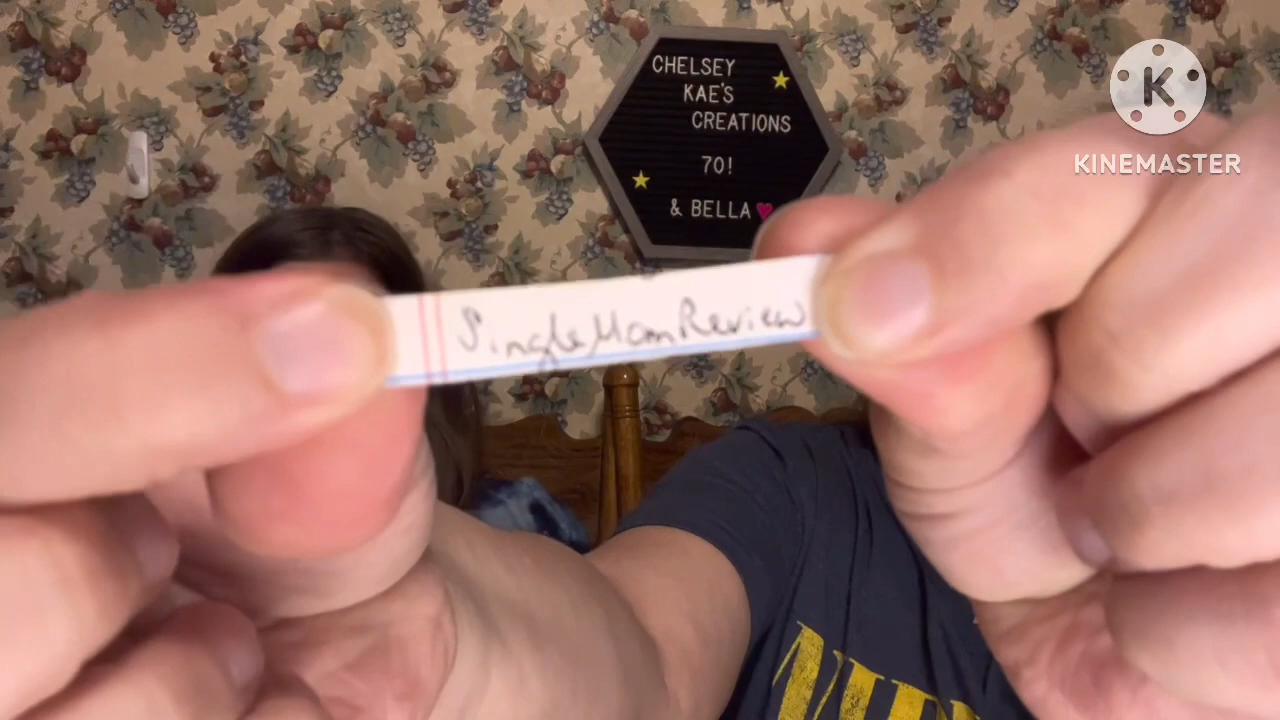 CHELSEY
KAE'S
CREATIONS
70!
& BELLA
K
KINEMASTER
SingleMomReview